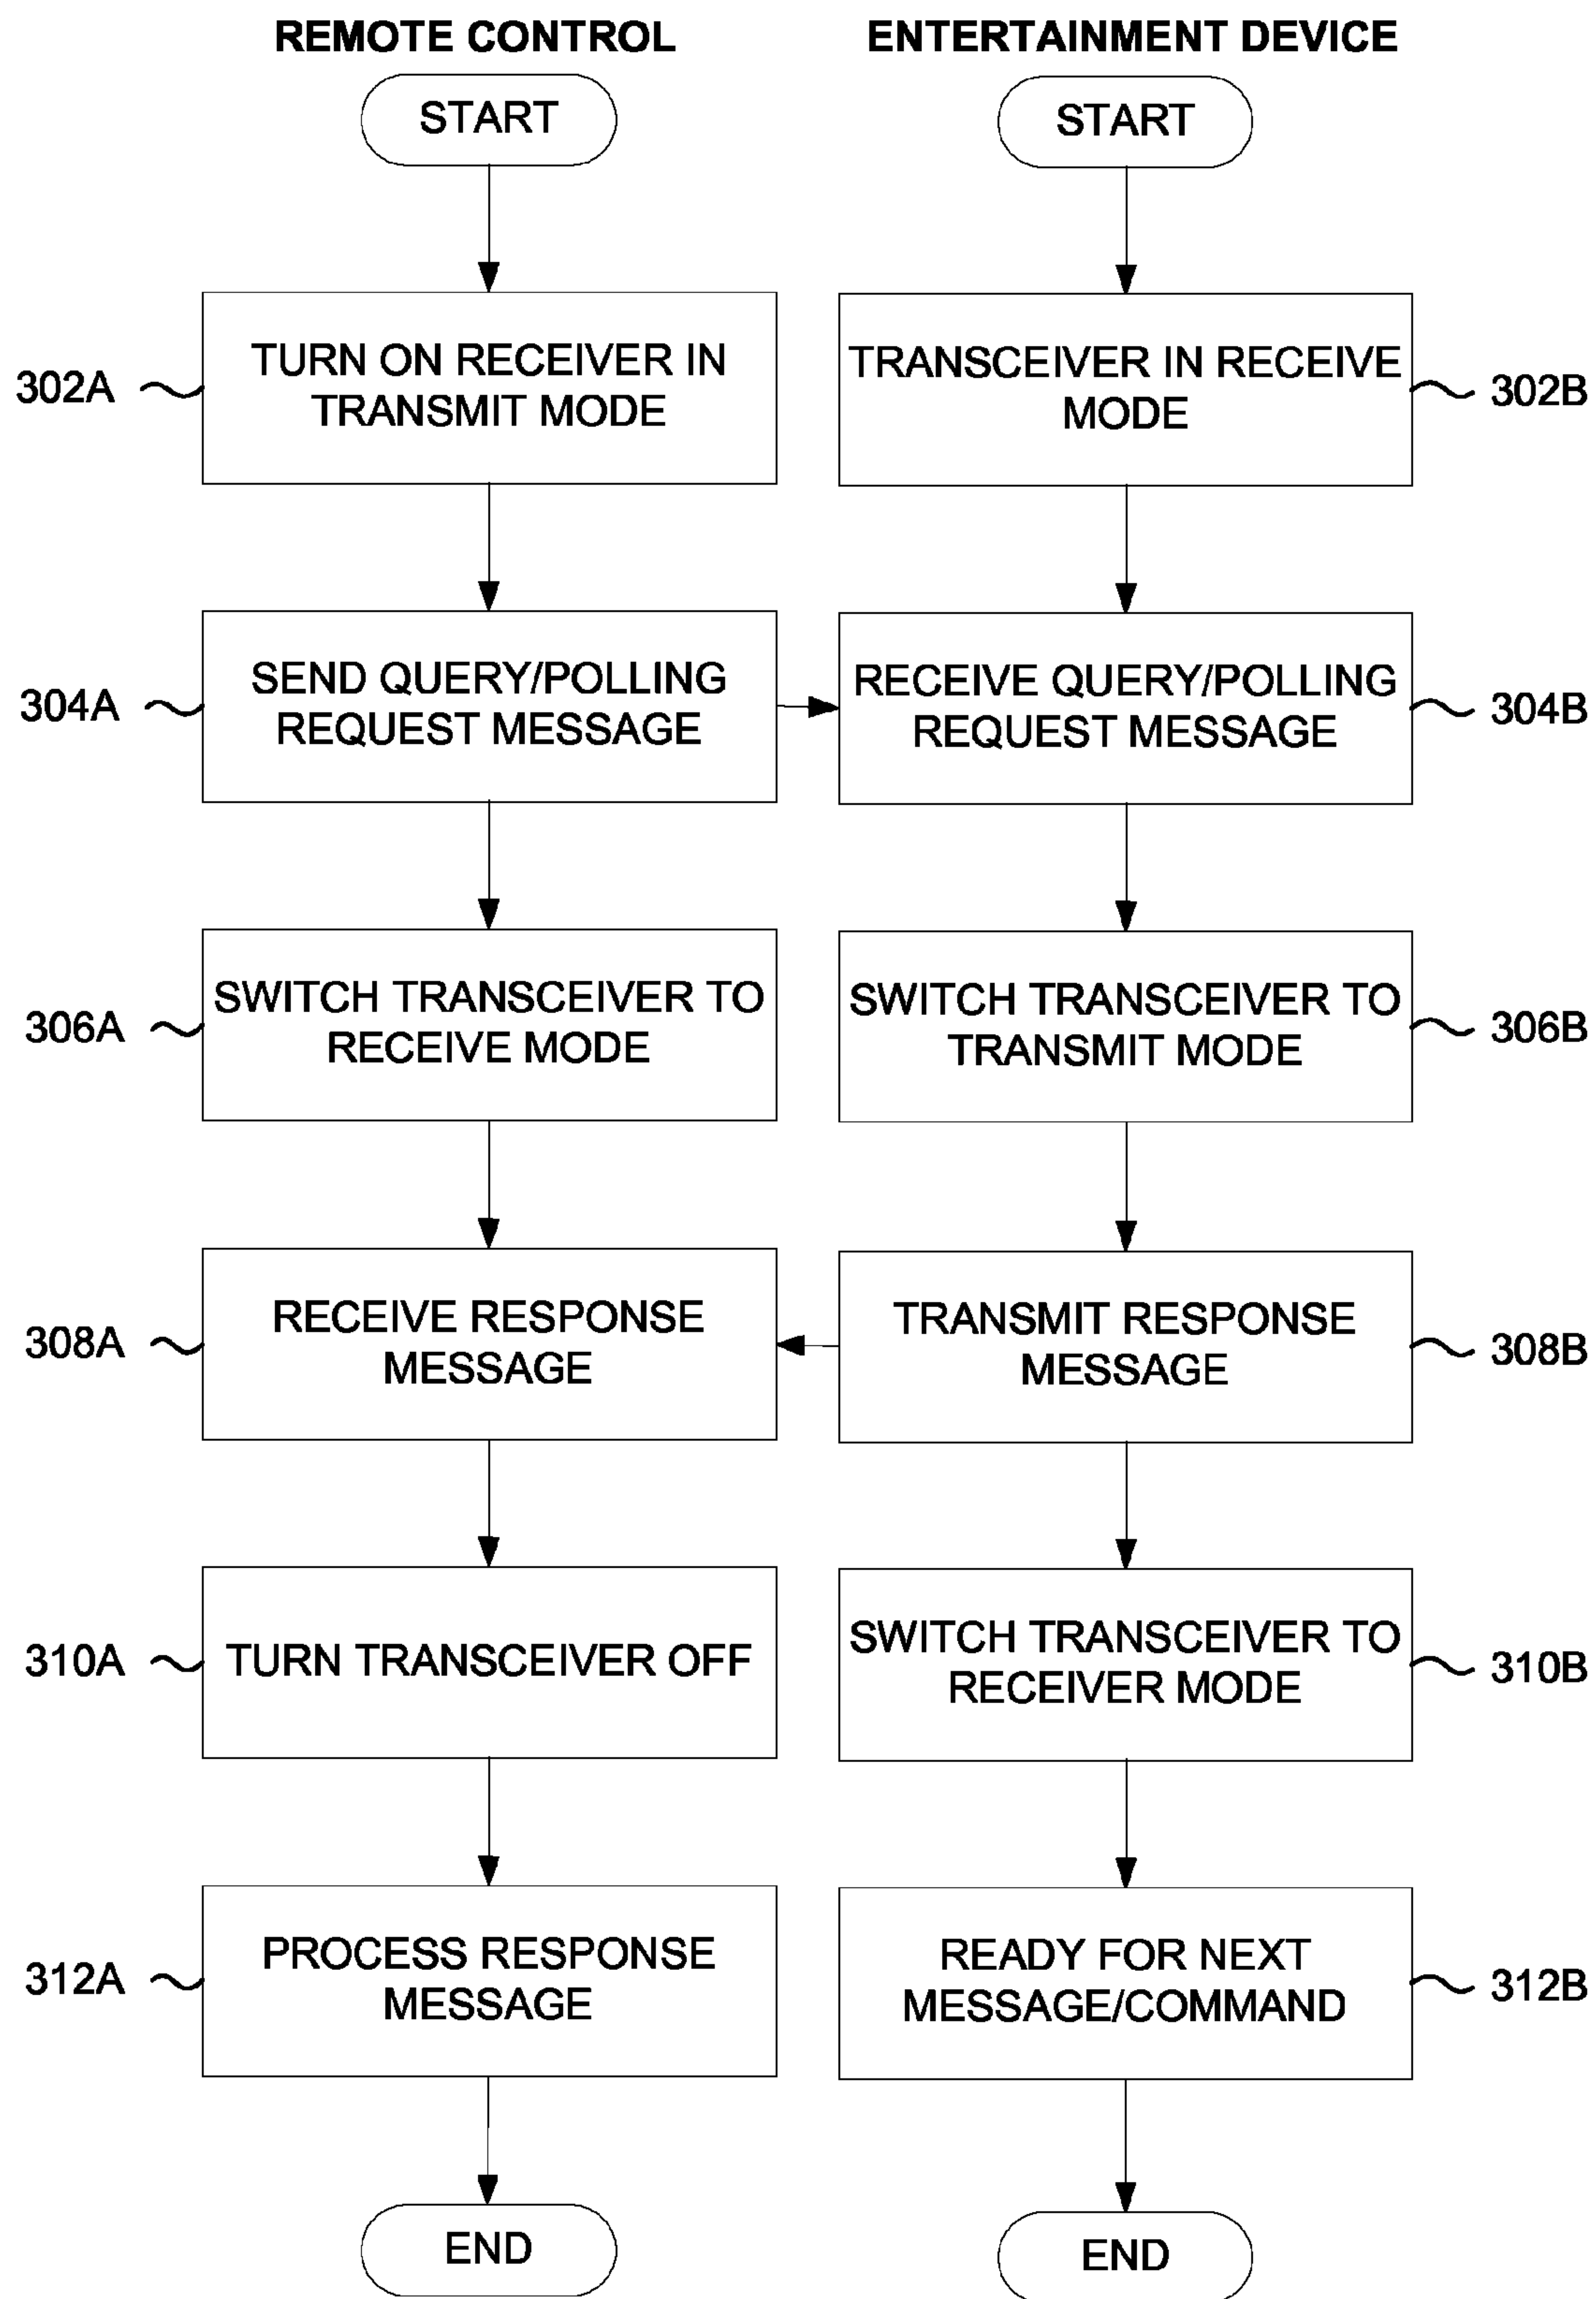 REMOTE CONTROL
ENTERTAINMENT DEVICE
START
START
302A
TURN ON RECEIVER IN
TRANSMIT MODE
TRANSCEIVER IN RECEIVE
MODE
302B
304A
SEND QUERY/POLLING
REQUEST MESSAGE
RECEIVE QUERY/POLLING
REQUEST MESSAGE
304B
306A
SWITCH TRANSCEIVER TO
RECEIVE MODE
SWITCH TRANSCEIVER TO
TRANSMIT MODE
306B
308A
RECEIVE RESPONSE
MESSAGE
TRANSMIT RESPONSE
MESSAGE
308B
310A
TURN TRANSCEIVER OFF
SWITCH TRANSCEIVER TO
RECEIVER MODE
310B
312A
PROCESS RESPONSE
MESSAGE
READY FOR NEXT
MESSAGE/COMMAND
312B
END
END